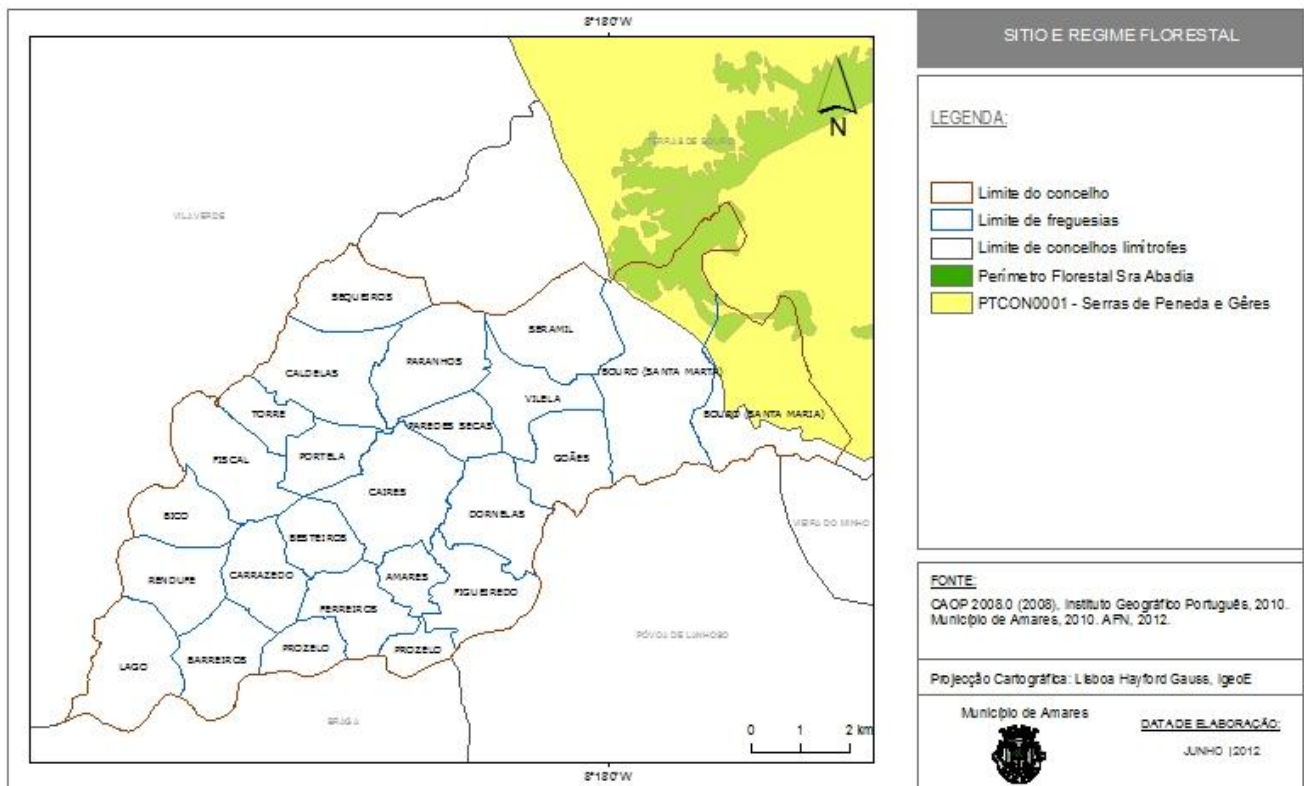 8°180'W
SITIO E REGIME FLORESTAL
LEGENDA:
Limite do concelho
Limite de freguesias
Limite de concelhos limítrofes
Perímetro Florestal Sra Abadia
PTCON0001 - Serras de Peneda e Gêres
N
TERRAS DE BOURO
VILA VERDE
SEQUEIROS
SERAMIL
CALDELAS
PARANHOS
BOURO (SANTA MARTA)
VILELA
TORRE
PAREDES SECAS
BOURO (SANTA MARIA)
FISCAL
PORTELA
GOÃES
CAIRES
BICO
DORNELAS
VIEIRA DO MINHO
BESTEIROS
RENDUFE
CARRAZEDO
AMARES
FIGUEIREDO
FERREIROS
PÓVOA DE LANHOSO
LAGO
BARREIROS
PROZELO
PROZELO
BRAGA
0 1 2 km
8°180'W
FONTE:
CAOP 2008.0 (2008), Instituto Geográfico Português, 2010.
Município de Amares, 2010. AFN, 2012.
Projecção Cartográfica: Lisboa Hayford Gauss, IgeoE
Município de Amares
DATA DE ELABORAÇÃO:
JUNHO | 2012